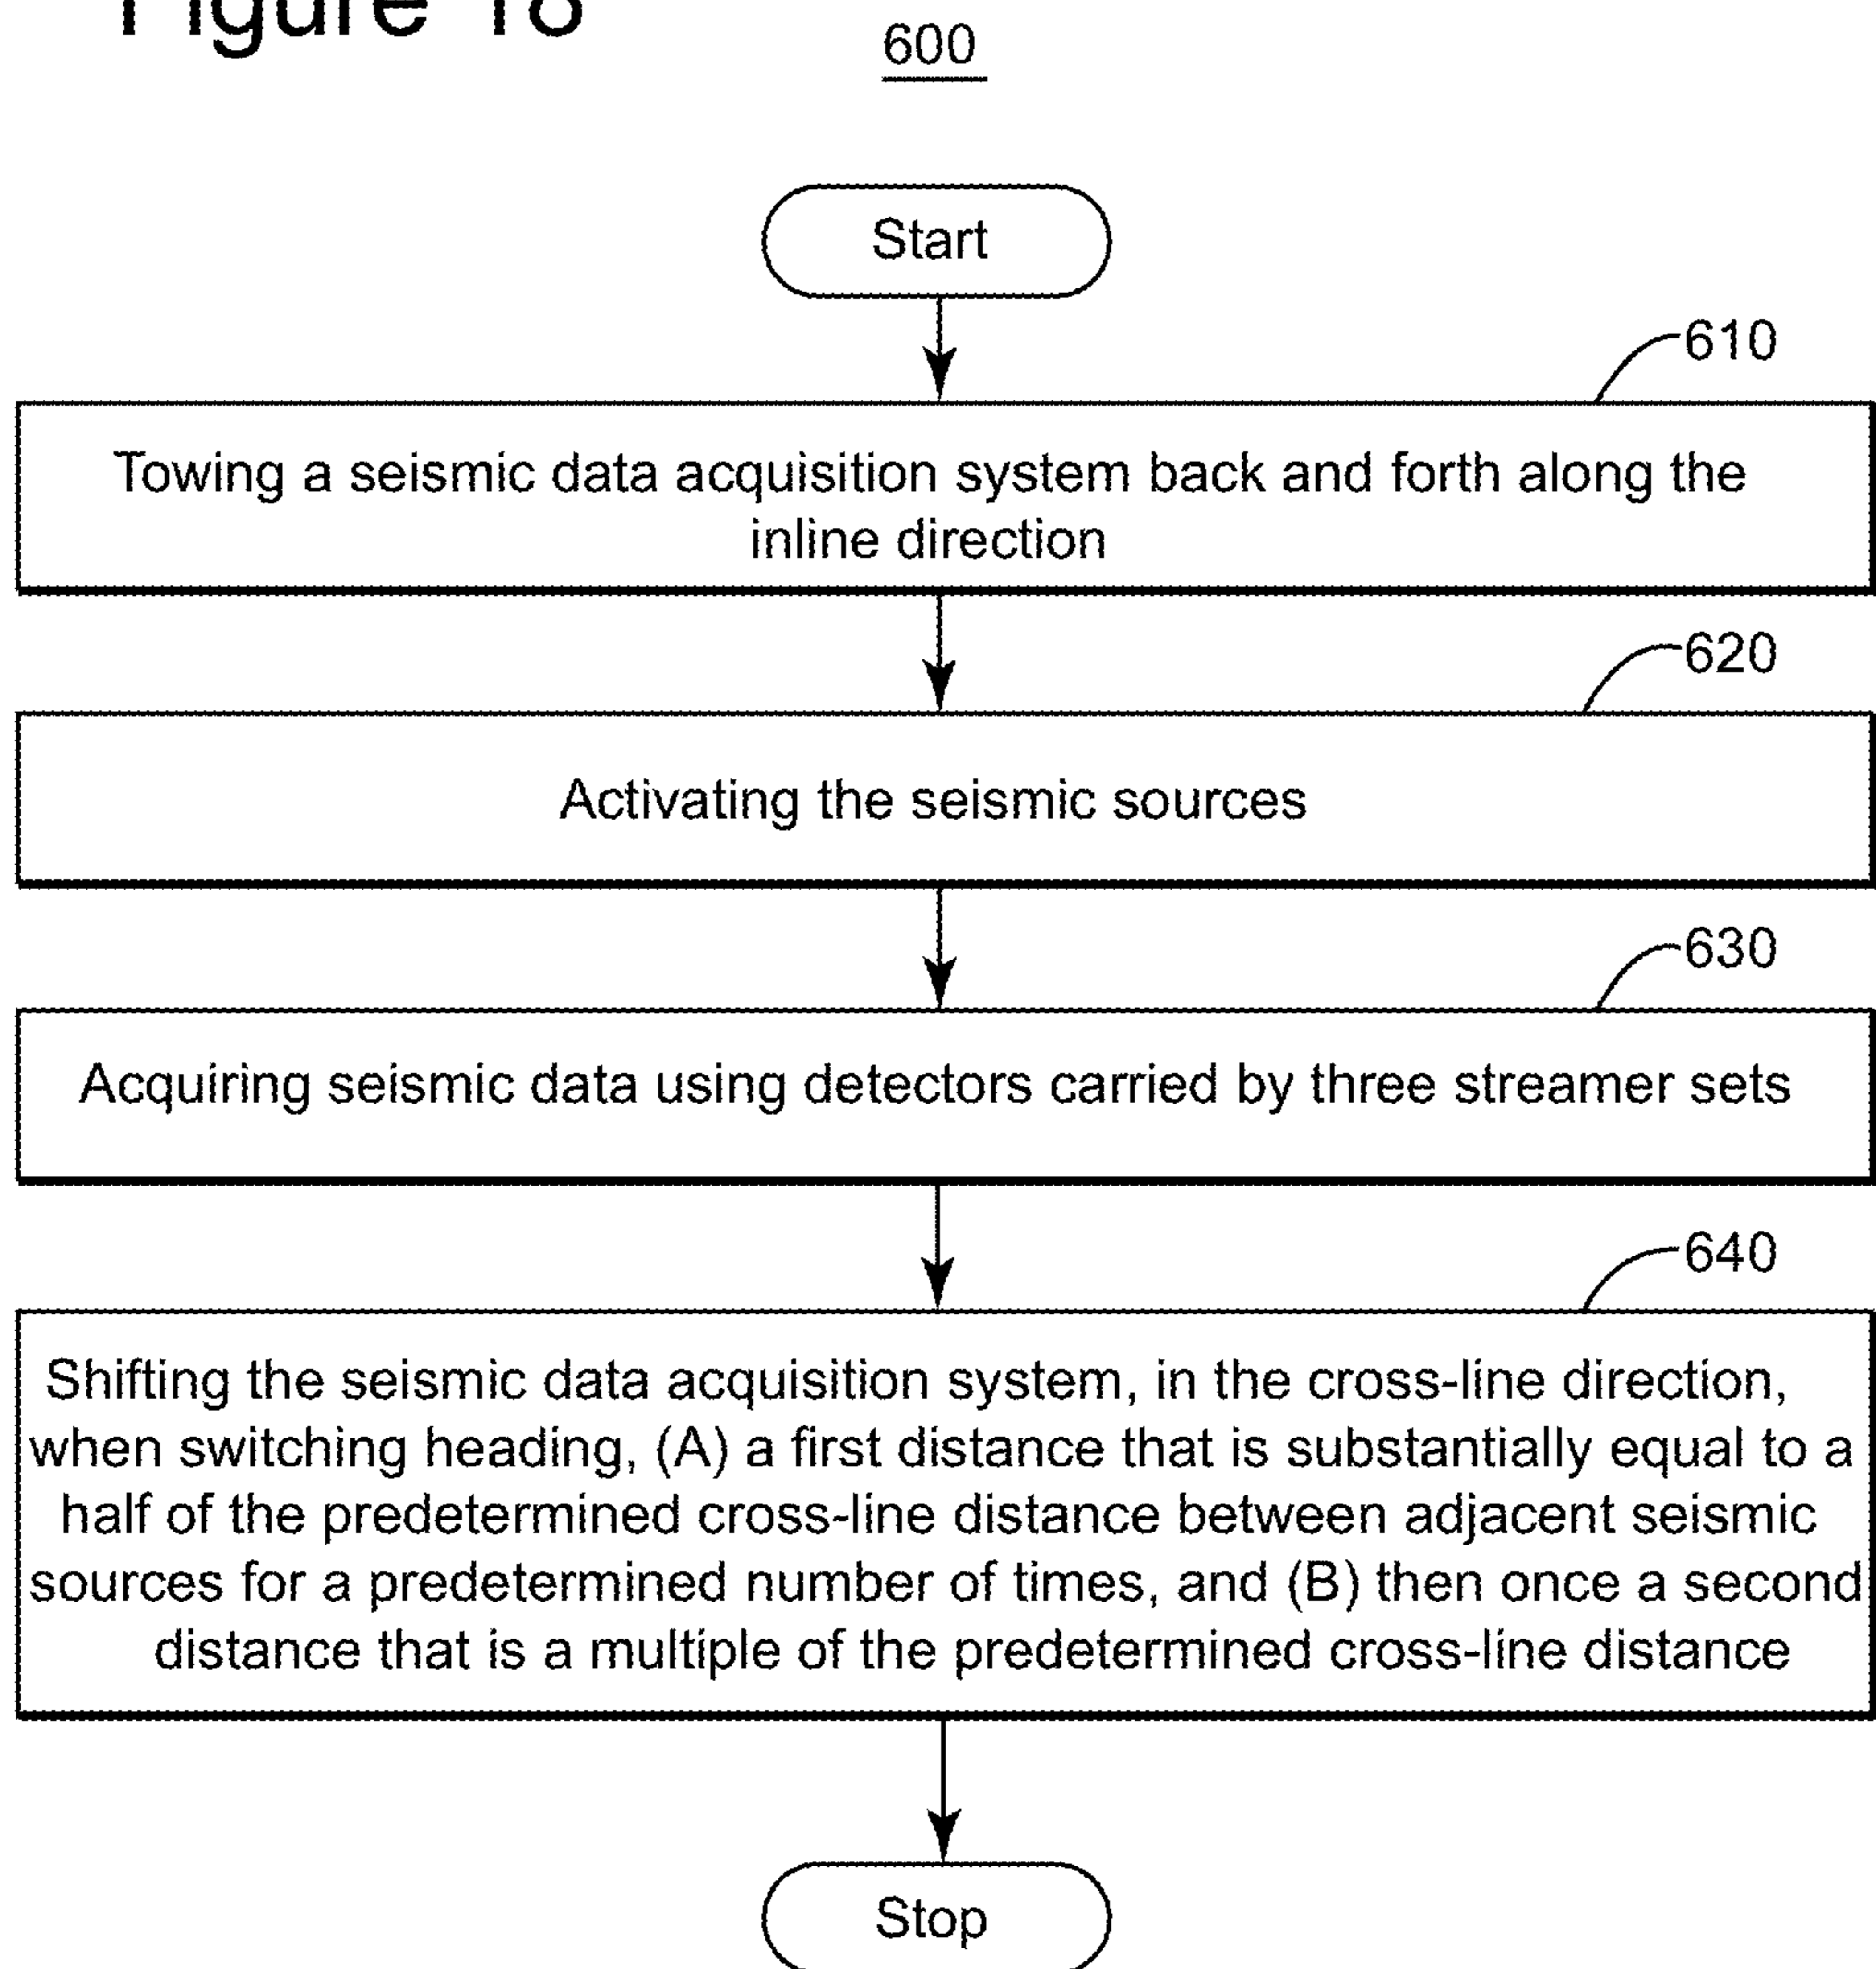 Figure 18
600
Start
610
Towing a seismic data acquisition system back and forth along the
inline direction
620
Activating the seismic sources
630
Acquiring seismic data using detectors carried by three streamer sets
640
Shifting the seismic data acquisition system, in the cross-line direction,
when switching heading, (A) a first distance that is substantially equal to a
half of the predetermined cross-line distance between adjacent seismic
sources for a predetermined number of times, and (B) then once a second
distance that is a multiple of the predetermined cross-line distance
Stop